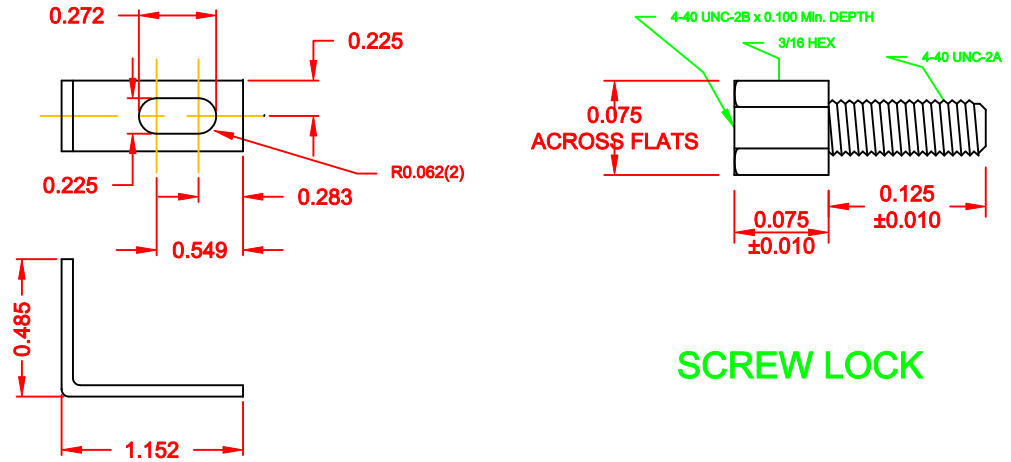 0.272
0.225
0.225
R0.062(2)
0.283
0.549
0.485
1.152
4-40 UNC-2B x 0.100 Min. DEPTH
3/16 HEX
4-40 UNC-2A
0.075
ACROSS FLATS
0.125
±0.010
0.075
±0.010
SCREW LOCK